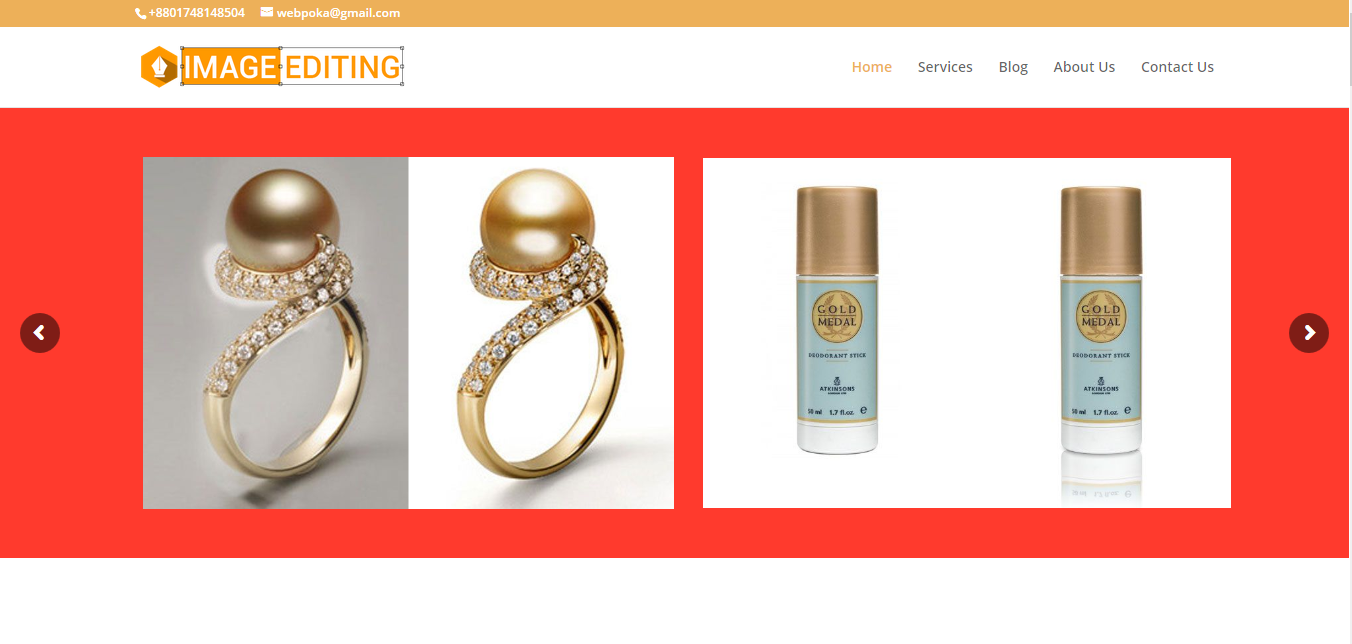 +8801748148504 webpoka@gmail.com
IMAGE EDITING
Home Services Blog About Us Contact Us
GOLD
MEDAL
DEODORANT STICK
ATKINSONS
50 ml 1.7 fl.oz. e
GOLD
MEDAL
DEODORANT STICK
ATKINSONS
50 ml 1.7 fl.oz. e